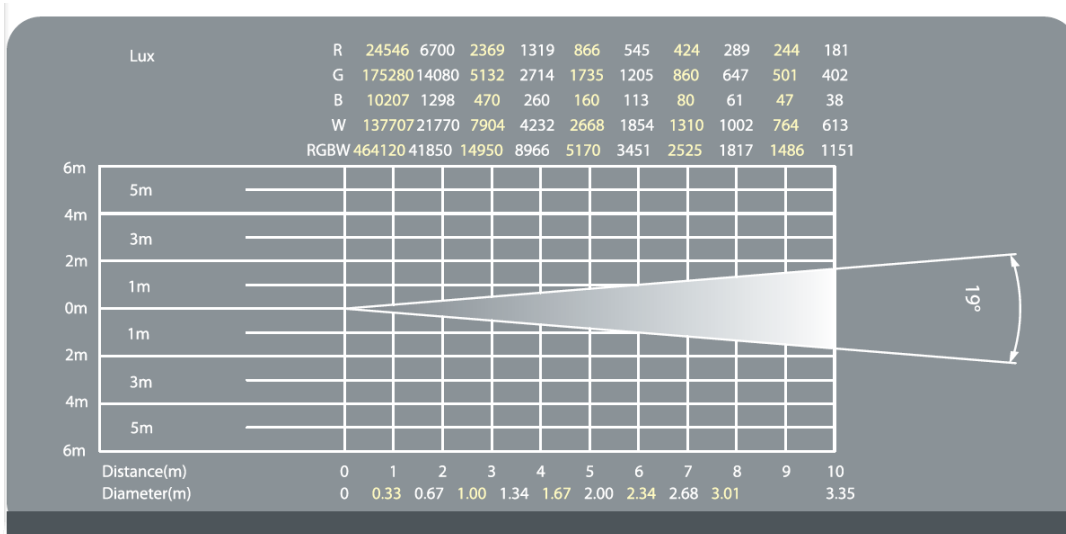 Lux
R 24546 6700 2369 1319 866 545 424 289 244 181
G 175280 14080 5132 2714 1735 1205 860 647 501 402
B 10207 1298 470 260 160 113 80 61 47 38
W 137707 21770 7904 4232 2668 1854 1310 1002 764 613
RGBW 464120 41850 14950 8966 5170 3451 2525 1817 1486 1151
6m
5m
4m
3m
2m
1m
0m
1m
2m
3m
4m
5m
6m
19°
Distance(m) 0 1 2 3 4 5 6 7 8 9 10
Diameter(m) 0 0.33 0.67 1.00 1.34 1.67 2.00 2.34 2.68 3.01 3.35